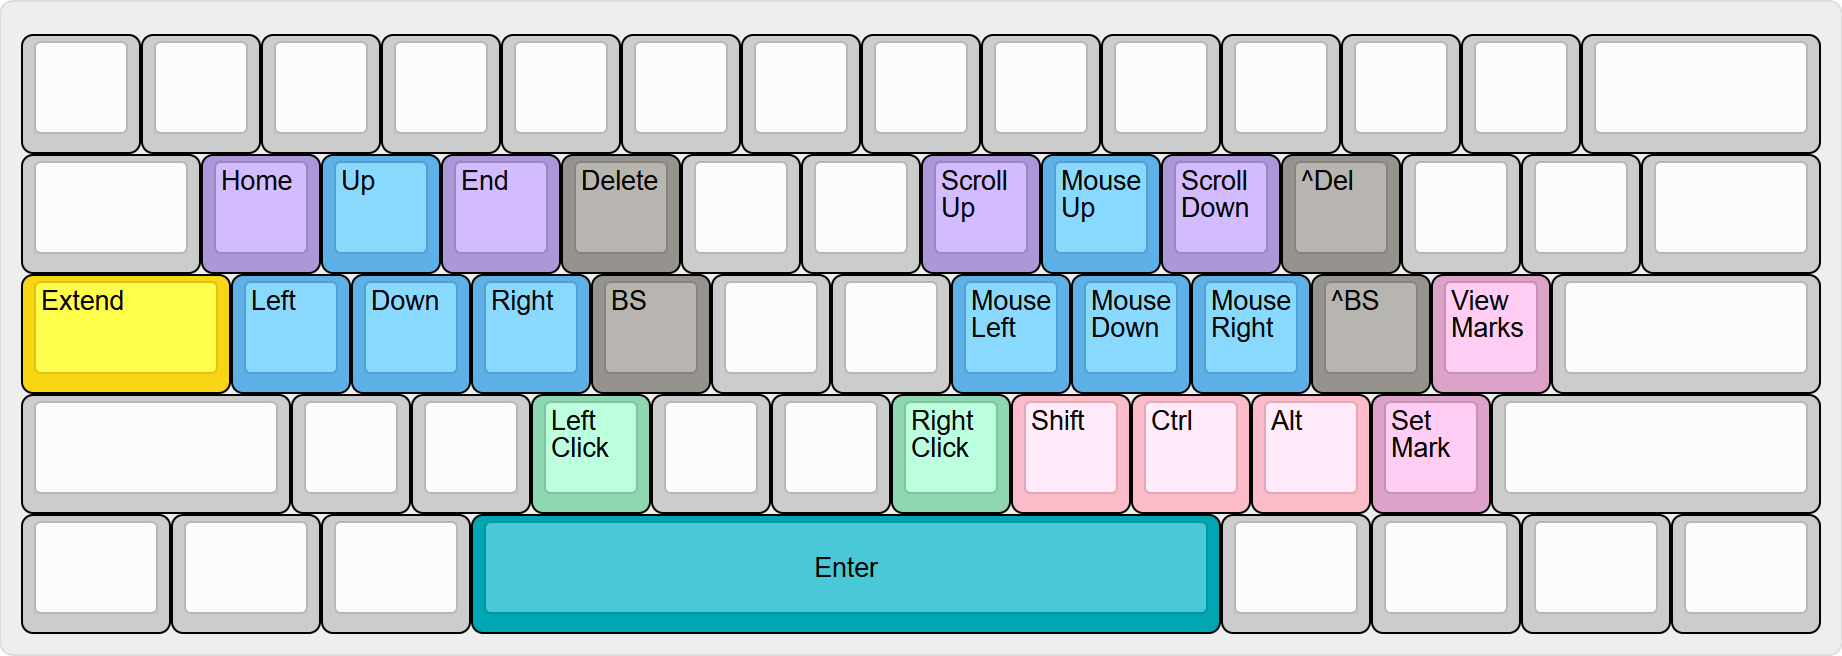 Home
Up
End
Delete
Scroll
Up
Mouse
Up
Scroll
Down
^Del
Extend
Left
Down
Right
BS
Mouse
Left
Mouse
Down
Mouse
Right
^BS
View
Marks
Left
Click
Right
Click
Shift
Ctrl
Alt
Set
Mark
Enter